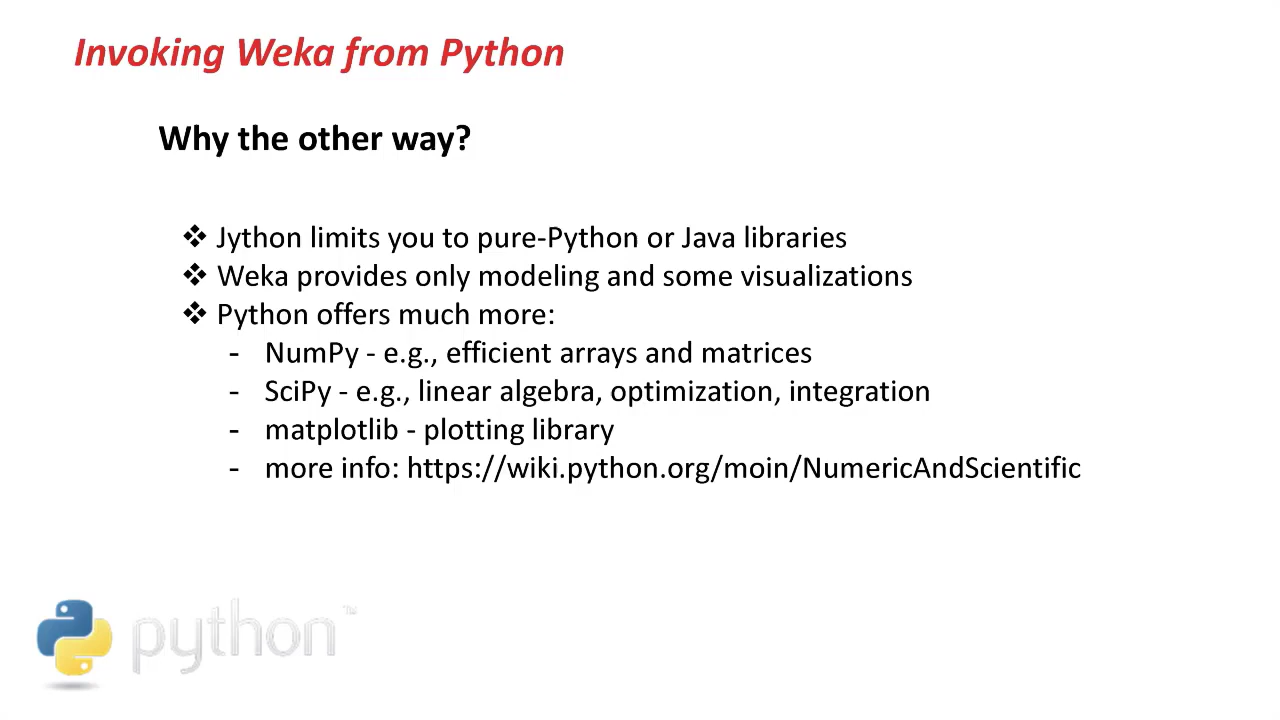 Invoking Weka from Python
Why the other way?
❖ Jython limits you to pure-Python or Java libraries
❖ Weka provides only modeling and some visualizations
❖ Python offers much more:
- NumPy - e.g., efficient arrays and matrices
- SciPy - e.g., linear algebra, optimization, integration
- matplotlib - plotting library
- more info: https://wiki.python.org/moin/NumericAndScientific
python™